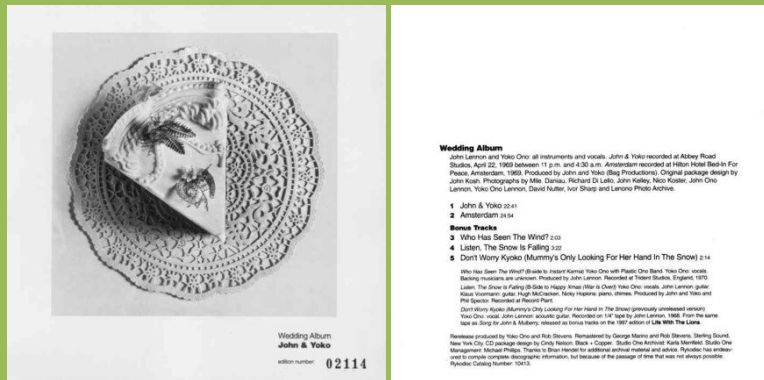 Wedding Album
John & Yoko
edition number: 02114
Wedding Album
John Lennon and Yoko Ono: all instruments and vocals. John & Yoko recorded at Abbey Road
Studios, April 22, 1969 between 11 p.m. and 4:30 a.m. Amsterdam recorded at Hilton Hotel Bed-In For
Peace, Amsterdam, 1969. Produced by John and Yoko (Bag Productions). Original package design by
John Kosh. Photographs by Mlle. Daniau, Richard Di Lello, John Kelley, Nico Koster, John Ono
Lennon, Yoko Ono Lennon, David Nutter, Ivor Sharp and Lenono Photo Archive.
1 John & Yoko 22:41
2 Amsterdam 24:54
Bonus Tracks
3 Who Has Seen The Wind? 2:03
4 Listen, The Snow Is Falling 3:22
5 Don't Worry Kyoko (Mummy's Only Looking For Her Hand In The Snow) 2:14
Who Has Seen The Wind? (B-side to Instant Karma) Yoko Ono with Plastic Ono Band. Yoko Ono: vocals.
Backing musicians are unknown. Produced by John Lennon. Recorded at Trident Studios, England, 1970.
Listen, The Snow Is Falling (B-Side to Happy Xmas (War Is Over)) Yoko Ono: vocals, John Lennon: guitar.
Klaus Voormann: guitar. Hugh McCracken, Nicky Hopkins: piano, chimes. Produced by John and Yoko and
Phil Spector. Recorded at Record Plant.
Don't Worry Kyoko (Mummy's Only Looking For Her Hand In The Snow) (previously unreleased version)
Yoko Ono: vocal. John Lennon: acoustic guitar. Recorded on 1/4" tape by John Lennon, 1968. From the same
tape as Song for John & Mulberry, released as bonus tracks on the 1997 edition of Life With The Lions.
Rerelease produced by Yoko Ono and Rob Stevens. Remastered by George Marino and Rob Stevens, Sterling Sound,
New York City. CD package design by Cindy Nelson. Black + Copper. Studio One Archivist: Karla Merrifield. Studio One
Management: Michael Phillips. Thanks to Brian Hendel for additional archival material and advice. Rykodisc has endeav-
ored to compile complete discographic information, but because of the passage of time that was not always possible.
Rykodisc Catalog Number: 10413.